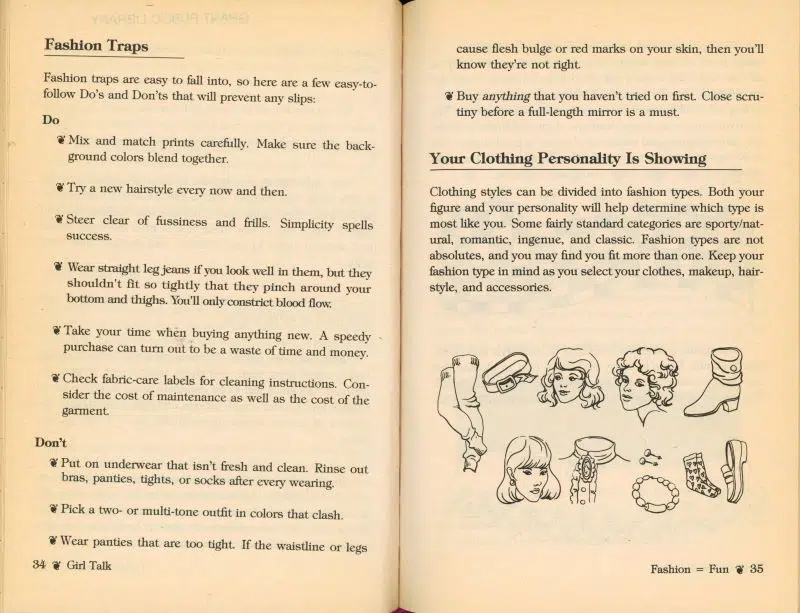 Fashion Traps
Fashion traps are easy to fall into, so here are a few easy-to-
follow Do's and Don'ts that will prevent any slips:
Do
❦ Mix and match prints carefully. Make sure the back-
ground colors blend together.
❦ Try a new hairstyle every now and then.
❦ Steer clear of fussiness and frills. Simplicity spells
success.
❦ Wear straight leg jeans if you look well in them, but they
shouldn't fit so tightly that they pinch around your
bottom and thighs. You'll only constrict blood flow.
❦ Take your time when buying anything new. A speedy
purchase can turn out to be a waste of time and money.
❦ Check fabric-care labels for cleaning instructions. Con-
sider the cost of maintenance as well as the cost of the
garment.
Don't
❦ Put on underwear that isn't fresh and clean. Rinse out
bras, panties, tights, or socks after every wearing.
❦ Pick a two- or multi-tone outfit in colors that clash.
❦ Wear panties that are too tight. If the waistline or legs
34 ❦ Girl Talk
cause flesh bulge or red marks on your skin, then you'll
know they're not right.
❦ Buy anything that you haven't tried on first. Close scru-
tiny before a full-length mirror is a must.
Your Clothing Personality Is Showing
Clothing styles can be divided into fashion types. Both your
figure and your personality will help determine which type is
most like you. Some fairly standard categories are sporty/nat-
ural, romantic, ingenue, and classic. Fashion types are not
absolutes, and you may find you fit more than one. Keep your
fashion type in mind as you select your clothes, makeup, hair-
style, and accessories.
Fashion = Fun ❦ 35